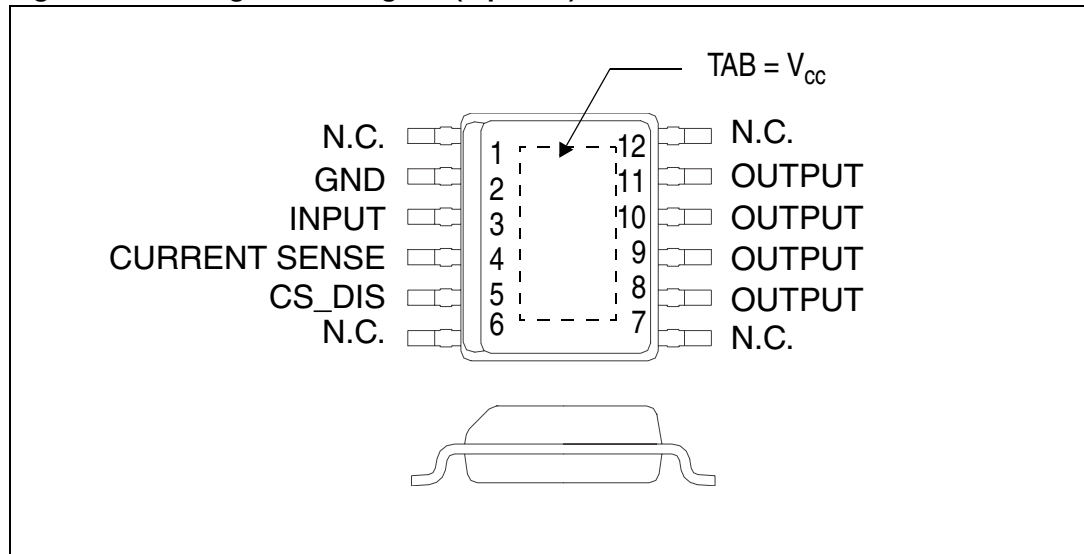 TAB = Vcc
N.C. 1 12 N.C.
GND 2 11 OUTPUT
INPUT 3 10 OUTPUT
CURRENT SENSE 4 9 OUTPUT
CS_DIS 5 8 OUTPUT
N.C. 6 7 N.C.